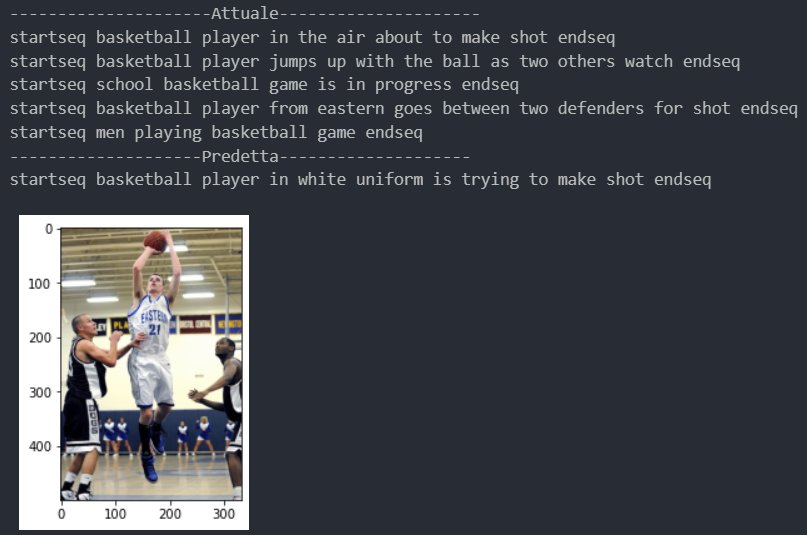 ---------------------Attuale---------------------
startseq basketball player in the air about to make shot endseq
startseq basketball player jumps up with the ball as two others watch endseq
startseq school basketball game is in progress endseq
startseq basketball player from eastern goes between two defenders for shot endseq
startseq men playing basketball game endseq
--------------------Predetta--------------------
startseq basketball player in white uniform is trying to make shot endseq
0
100
200
300
400
0 100 200 300
BRISTOL CENTRAL
EASTERN
21
DOGS